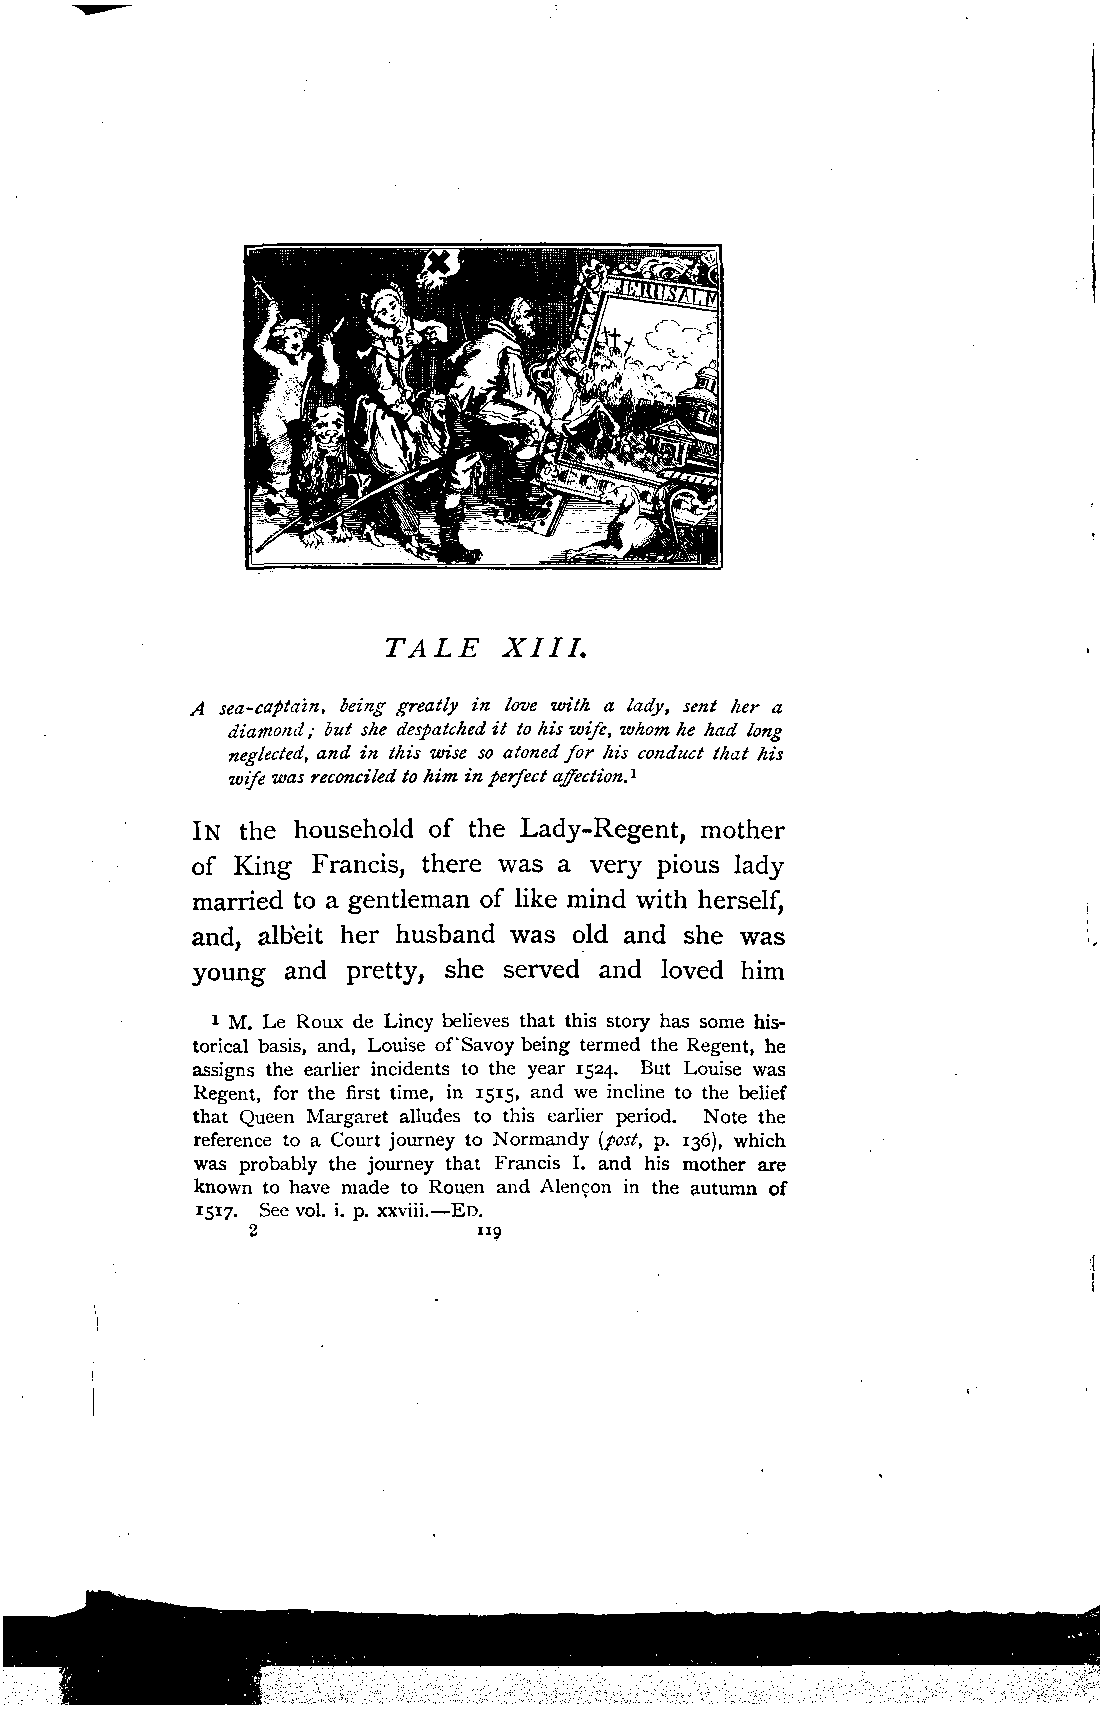 JERUSALM
TALE XIII.
A sea-captain, being greatly in love with a lady, sent her a
diamond; but she despatched it to his wife, whom he had long
neglected, and in this wise so atoned for his conduct that his
wife was reconciled to him in perfect affection.¹
IN the household of the Lady-Regent, mother
of King Francis, there was a very pious lady
married to a gentleman of like mind with herself,
and, albeit her husband was old and she was
young and pretty, she served and loved him
¹ M. Le Roux de Lincy believes that this story has some his-
torical basis, and, Louise of Savoy being termed the Regent, he
assigns the earlier incidents to the year 1524. But Louise was
Regent, for the first time, in 1515, and we incline to the belief
that Queen Margaret alludes to this earlier period. Note the
reference to a Court journey to Normandy (post, p. 136), which
was probably the journey that Francis I. and his mother are
known to have made to Rouen and Alençon in the autumn of
1517. See vol. i. p. xxviii.—ED.
2 119